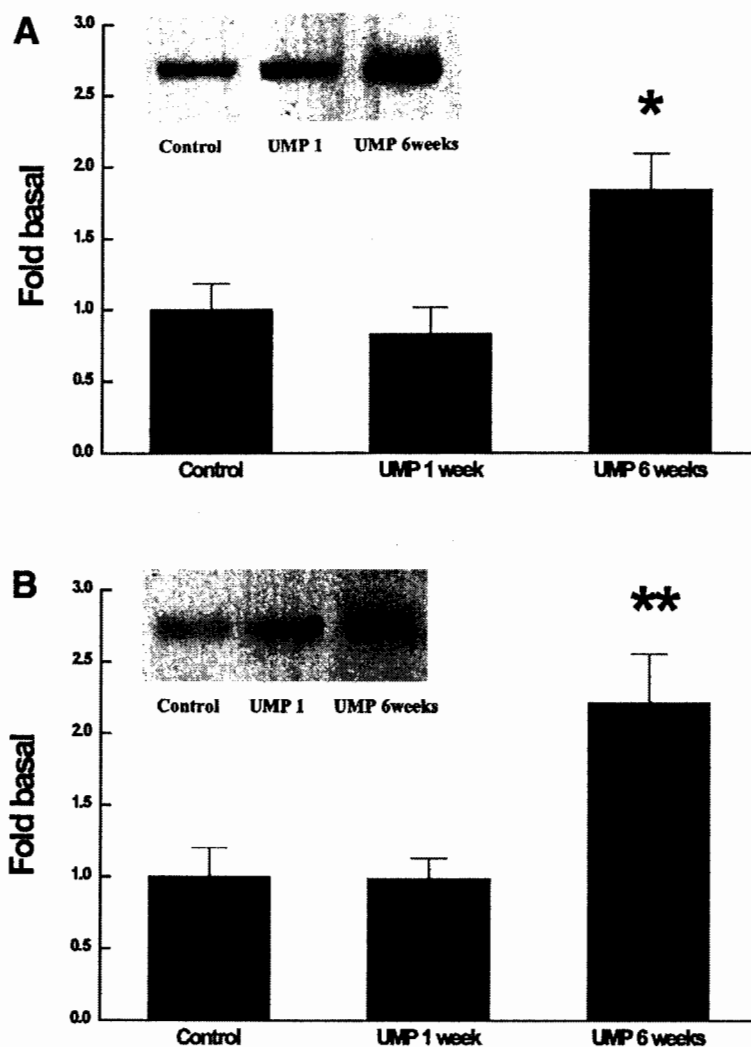 A
3.0
2.5
2.0
1.5
1.0
0.5
0.0
Fold basal
Control UMP 1 UMP 6weeks
*
Control UMP 1 week UMP 6 weeks
B
3.0
2.5
2.0
1.5
1.0
0.5
0.0
Fold basal
Control UMP 1 UMP 6weeks
**
Control UMP 1 week UMP 6 weeks